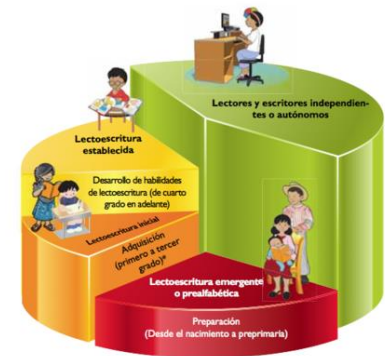 Lectores y escritores independien-
tes o autónomos
Lectoescritura
establecida
Desarrollo de habilidades
de lectoescritura (de cuarto
grado en adelante)
Lectoescritura inicial
Adquisición
(primero a tercer
grado)*
Lectoescritura emergente
o prealfabética
Preparación
(Desde el nacimiento a preprimaria)